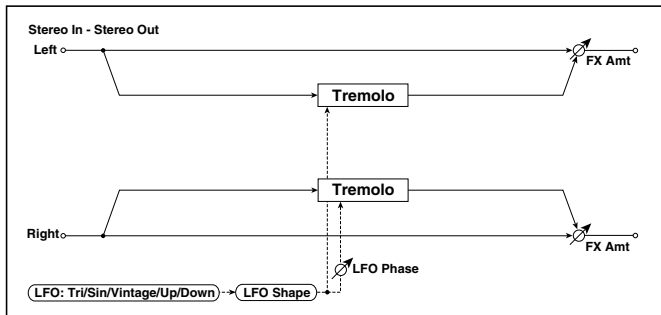 Stereo In - Stereo Out
Left
FX Amt
Tremolo
Tremolo
Right
FX Amt
LFO Phase
LFO: Tri/Sin/Vintage/Up/Down
LFO Shape